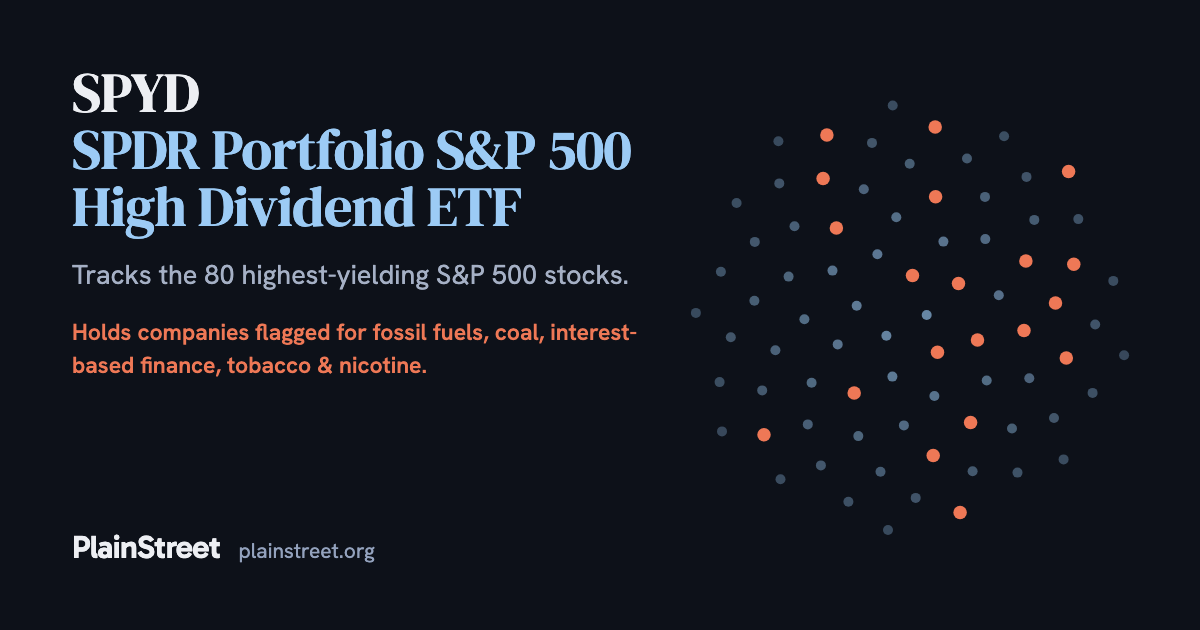 SPYD
SPDR Portfolio S&P 500
High Dividend ETF
Tracks the 80 highest-yielding S&P 500 stocks.
Holds companies flagged for fossil fuels, coal, interest-
based finance, tobacco & nicotine.
PlainStreet plainstreet.org